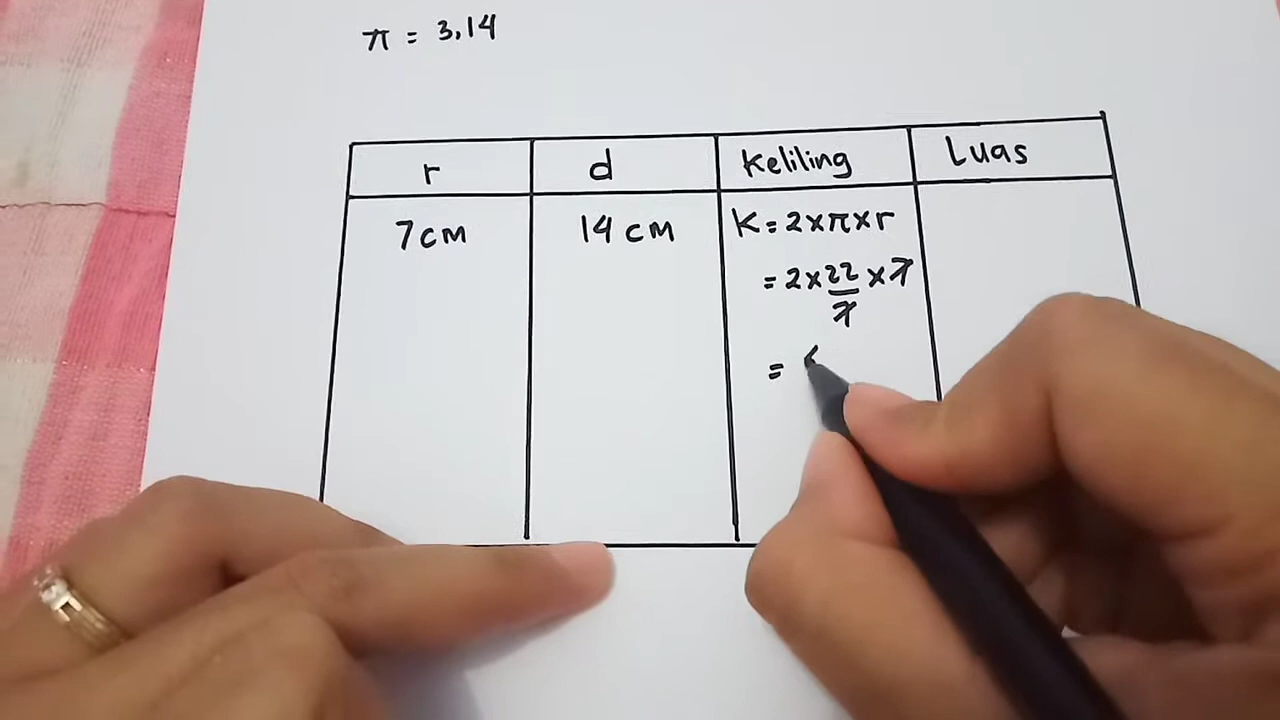 π = 3,14
r d Keliling Luas
7 cm 14 cm K = 2 x π x r
= 2 x 22/7 x 7
=